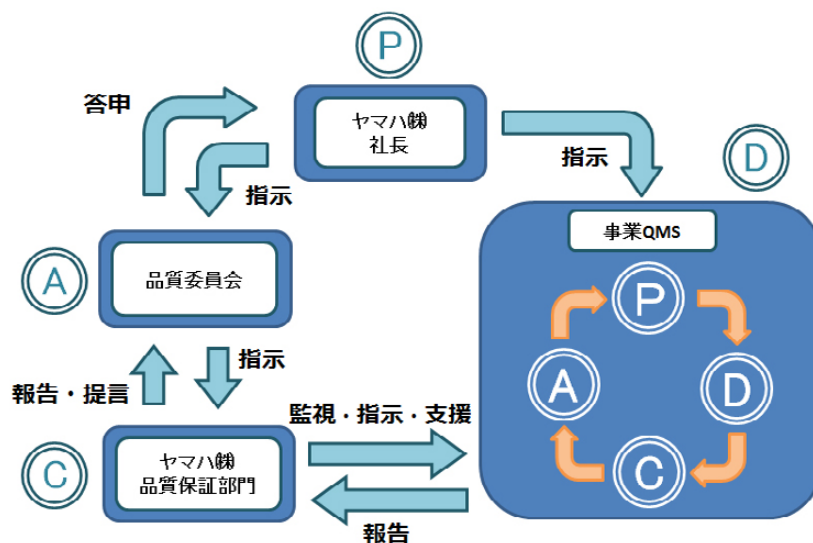 P
答申
ヤマハ㈱
社長
指示
指示
D
事業QMS
A
品質委員会
P
指示
報告・提言
A
D
監視・指示・支援
C
ヤマハ㈱
品質保証部門
C
報告